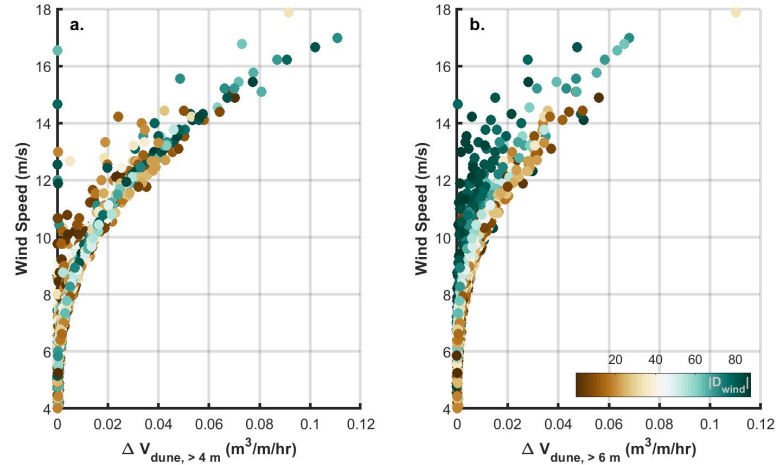 a.
18
16
14
12
10
8
6
4
Wind Speed (m/s)
0 0.02 0.04 0.06 0.08 0.1 0.12
Δ V_dune, > 4 m (m³/m/hr)
b.
18
16
14
12
10
8
6
4
Wind Speed (m/s)
20 40 60 80
|D_wind|
0 0.02 0.04 0.06 0.08 0.1 0.12
Δ V_dune, > 6 m (m³/m/hr)